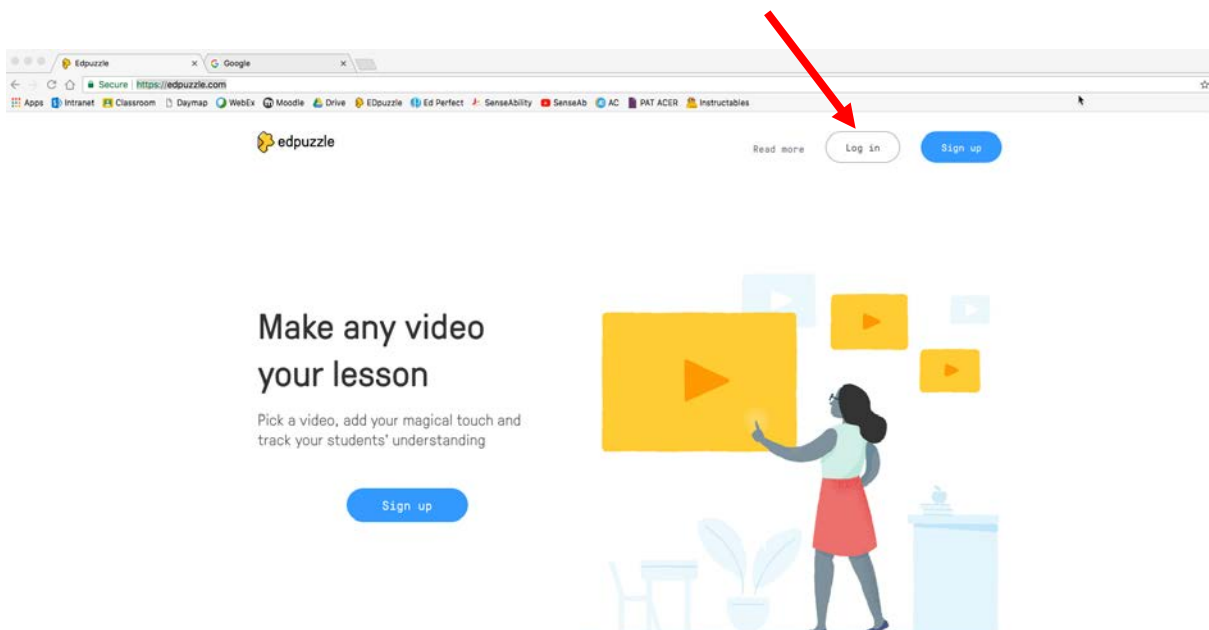 Edpuzzle Google
Secure https://edpuzzle.com
Apps Intranet Classroom Daymap WebEx Moodle Drive EDpuzzle Ed Perfect SenseAbility SenseAb AC PAT ACER Instructables
edpuzzle Read more Log in Sign up
Make any video
your lesson
Pick a video, add your magical touch and
track your students' understanding
Sign up